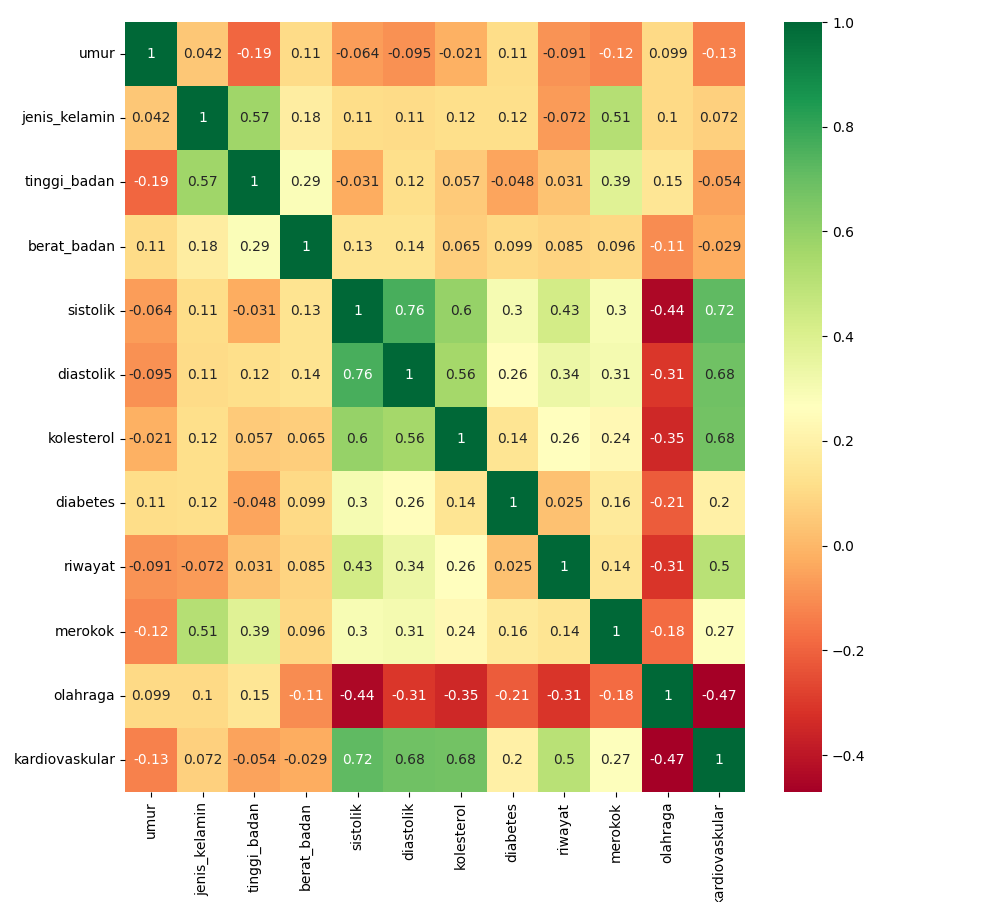 umur 1 0.042 -0.19 0.11 -0.064 -0.095 -0.021 0.11 -0.091 -0.12 0.099 -0.13
jenis_kelamin 0.042 1 0.57 0.18 0.11 0.11 0.12 0.12 -0.072 0.51 0.1 0.072
tinggi_badan -0.19 0.57 1 0.29 -0.031 0.12 0.057 -0.048 0.031 0.39 0.15 -0.054
berat_badan 0.11 0.18 0.29 1 0.13 0.14 0.065 0.099 0.085 0.096 -0.11 -0.029
sistolik -0.064 0.11 -0.031 0.13 1 0.76 0.6 0.3 0.43 0.3 -0.44 0.72
diastolik -0.095 0.11 0.12 0.14 0.76 1 0.56 0.26 0.34 0.31 -0.31 0.68
kolesterol -0.021 0.12 0.057 0.065 0.6 0.56 1 0.14 0.26 0.24 -0.35 0.68
diabetes 0.11 0.12 -0.048 0.099 0.3 0.26 0.14 1 0.025 0.16 -0.21 0.2
riwayat -0.091 -0.072 0.031 0.085 0.43 0.34 0.26 0.025 1 0.14 -0.31 0.5
merokok -0.12 0.51 0.39 0.096 0.3 0.31 0.24 0.16 0.14 1 -0.18 0.27
olahraga 0.099 0.1 0.15 -0.11 -0.44 -0.31 -0.35 -0.21 -0.31 -0.18 1 -0.47
kardiovaskular -0.13 0.072 -0.054 -0.029 0.72 0.68 0.68 0.2 0.5 0.27 -0.47 1
umur
jenis_kelamin
tinggi_badan
berat_badan
sistolik
diastolik
kolesterol
diabetes
riwayat
merokok
olahraga
kardiovaskular
1.0
0.8
0.6
0.4
0.2
0.0
−0.2
−0.4